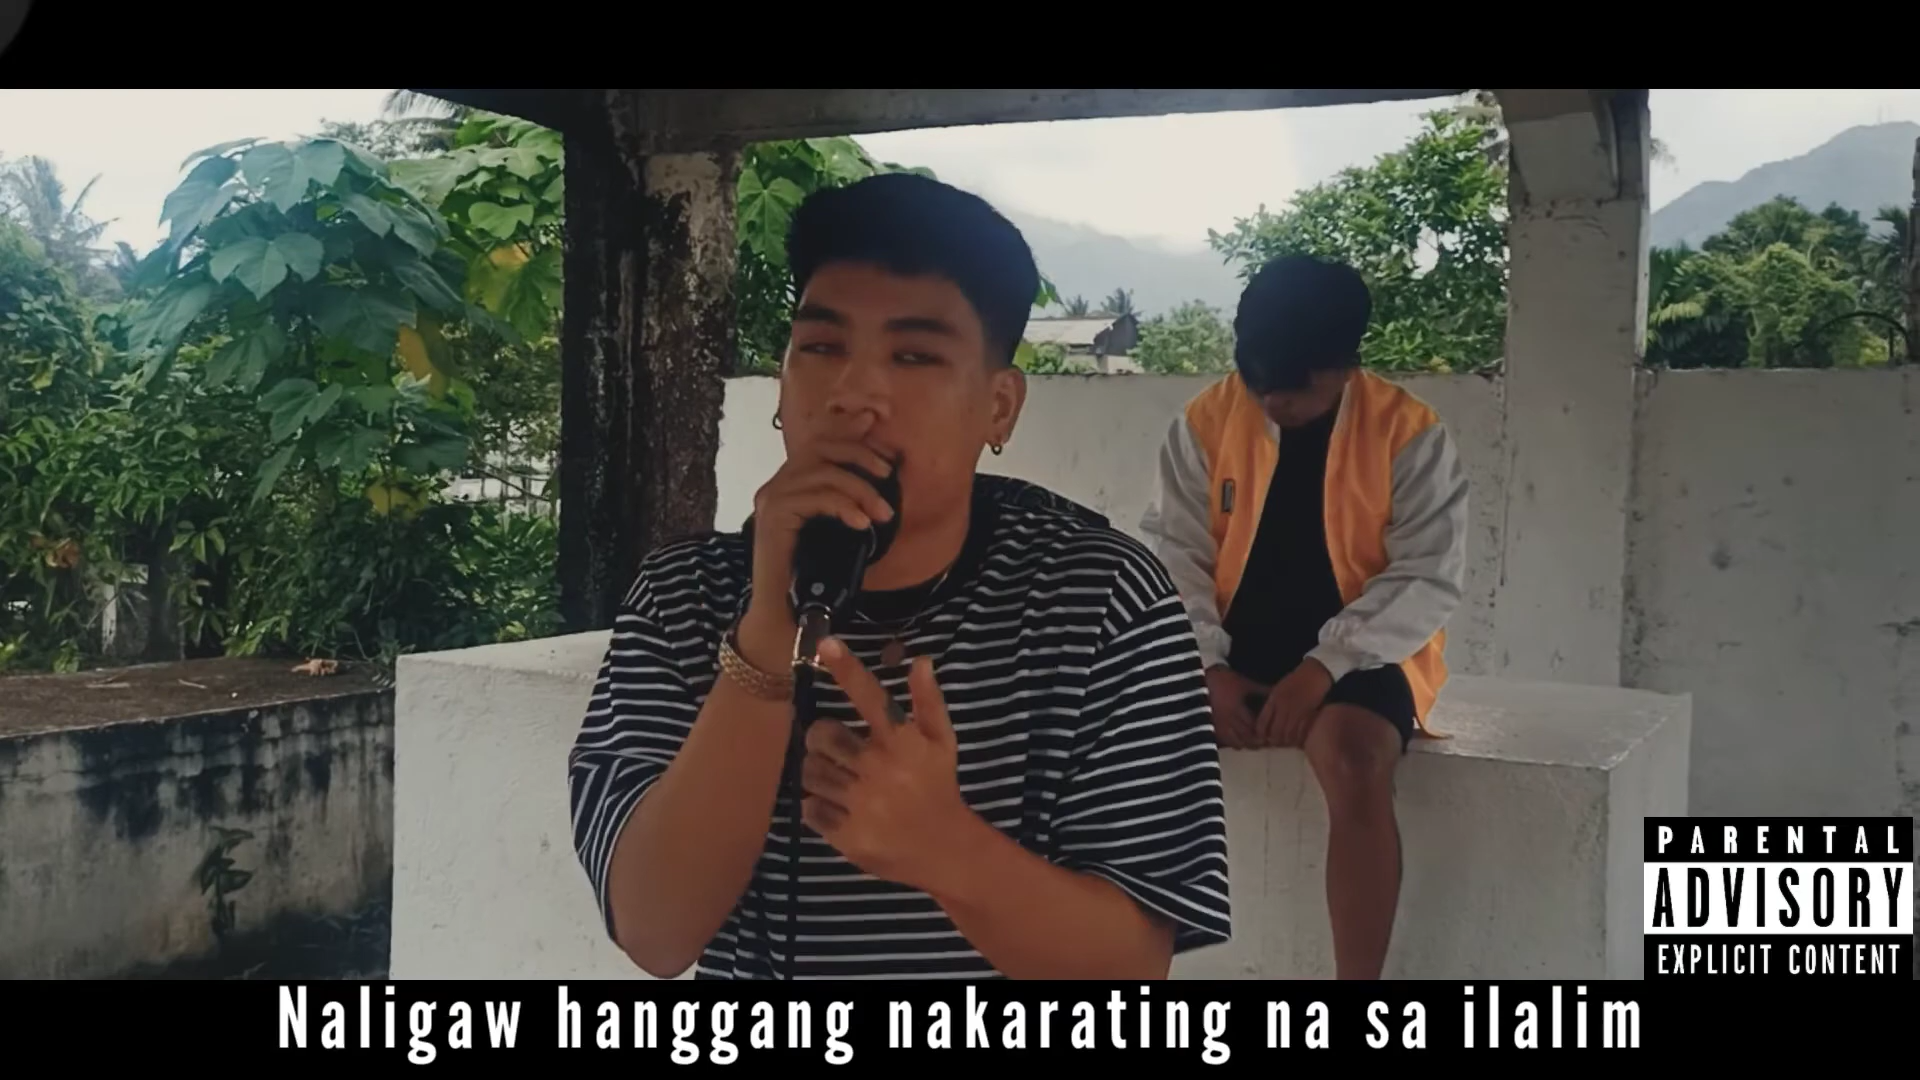 PARENTAL
ADVISORY
EXPLICIT CONTENT
Naligaw hanggang nakarating na sa ilalim